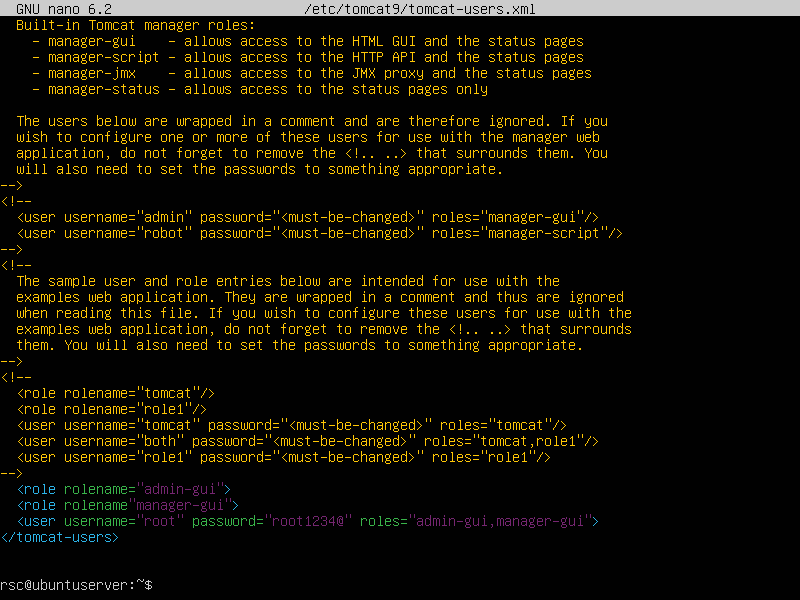 GNU nano 6.2 /etc/tomcat9/tomcat-users.xml
Built-in Tomcat manager roles:
- manager-gui - allows access to the HTML GUI and the status pages
- manager-script - allows access to the HTTP API and the status pages
- manager-jmx - allows access to the JMX proxy and the status pages
- manager-status - allows access to the status pages only
The users below are wrapped in a comment and are therefore ignored. If you
wish to configure one or more of these users for use with the manager web
application, do not forget to remove the <!.. ..> that surrounds them. You
will also need to set the passwords to something appropriate.
-->
<!--
<user username="admin" password="<must-be-changed>" roles="manager-gui"/>
<user username="robot" password="<must-be-changed>" roles="manager-script"/>
-->
<!--
The sample user and role entries below are intended for use with the
examples web application. They are wrapped in a comment and thus are ignored
when reading this file. If you wish to configure these users for use with the
examples web application, do not forget to remove the <!.. ..> that surrounds
them. You will also need to set the passwords to something appropriate.
-->
<!--
<role rolename="tomcat"/>
<role rolename="role1"/>
<user username="tomcat" password="<must-be-changed>" roles="tomcat"/>
<user username="both" password="<must-be-changed>" roles="tomcat,role1"/>
<user username="role1" password="<must-be-changed>" roles="role1"/>
-->
<role rolename="admin-gui">
<role rolename"manager-gui">
<user username="root" password="root1234@" roles="admin-gui,manager-gui">
</tomcat-users>
rsc@ubuntuserver:~$